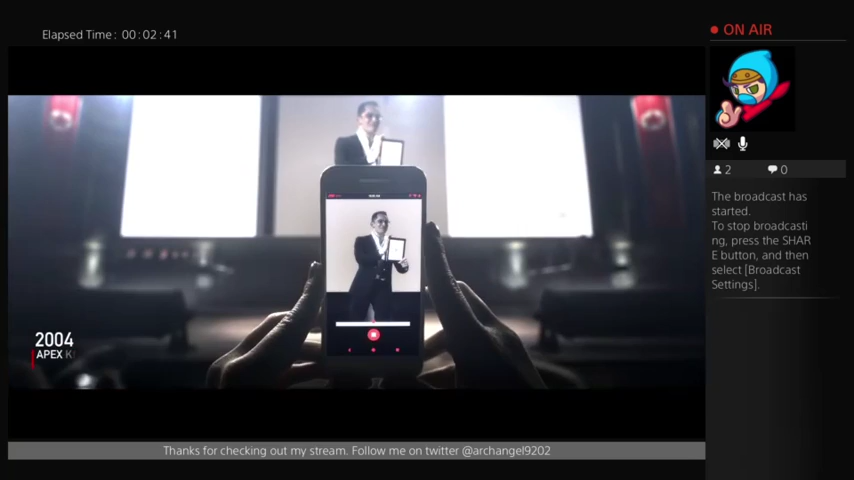 Elapsed Time: 00:02:41
ON AIR
2
0
The broadcast has
started.
To stop broadcasti
ng, press the SHAR
E button, and then
select [Broadcast
Settings].
2004
APEX
Thanks for checking out my stream. Follow me on twitter @archangel9202